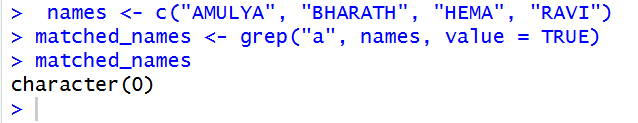 >  names <- c("AMULYA", "BHARATH", "HEMA", "RAVI")
> matched_names <- grep("a", names, value = TRUE)
> matched_names
character(0)
>